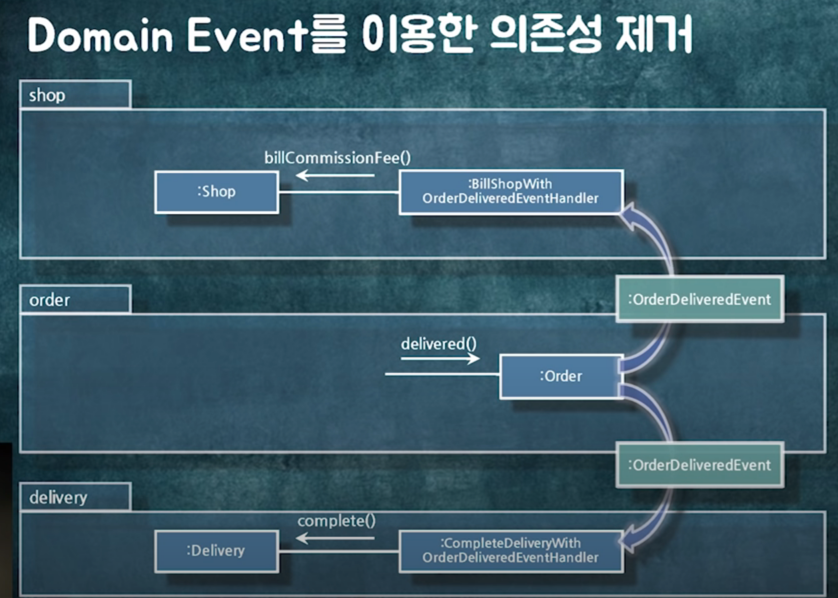 Domain Event를 이용한 의존성 제거
shop
billCommissionFee()
:Shop
:BillShopWith
OrderDeliveredEventHandler
:OrderDeliveredEvent
order
delivered()
:Order
:OrderDeliveredEvent
delivery
complete()
:Delivery
:CompleteDeliveryWith
OrderDeliveredEventHandler